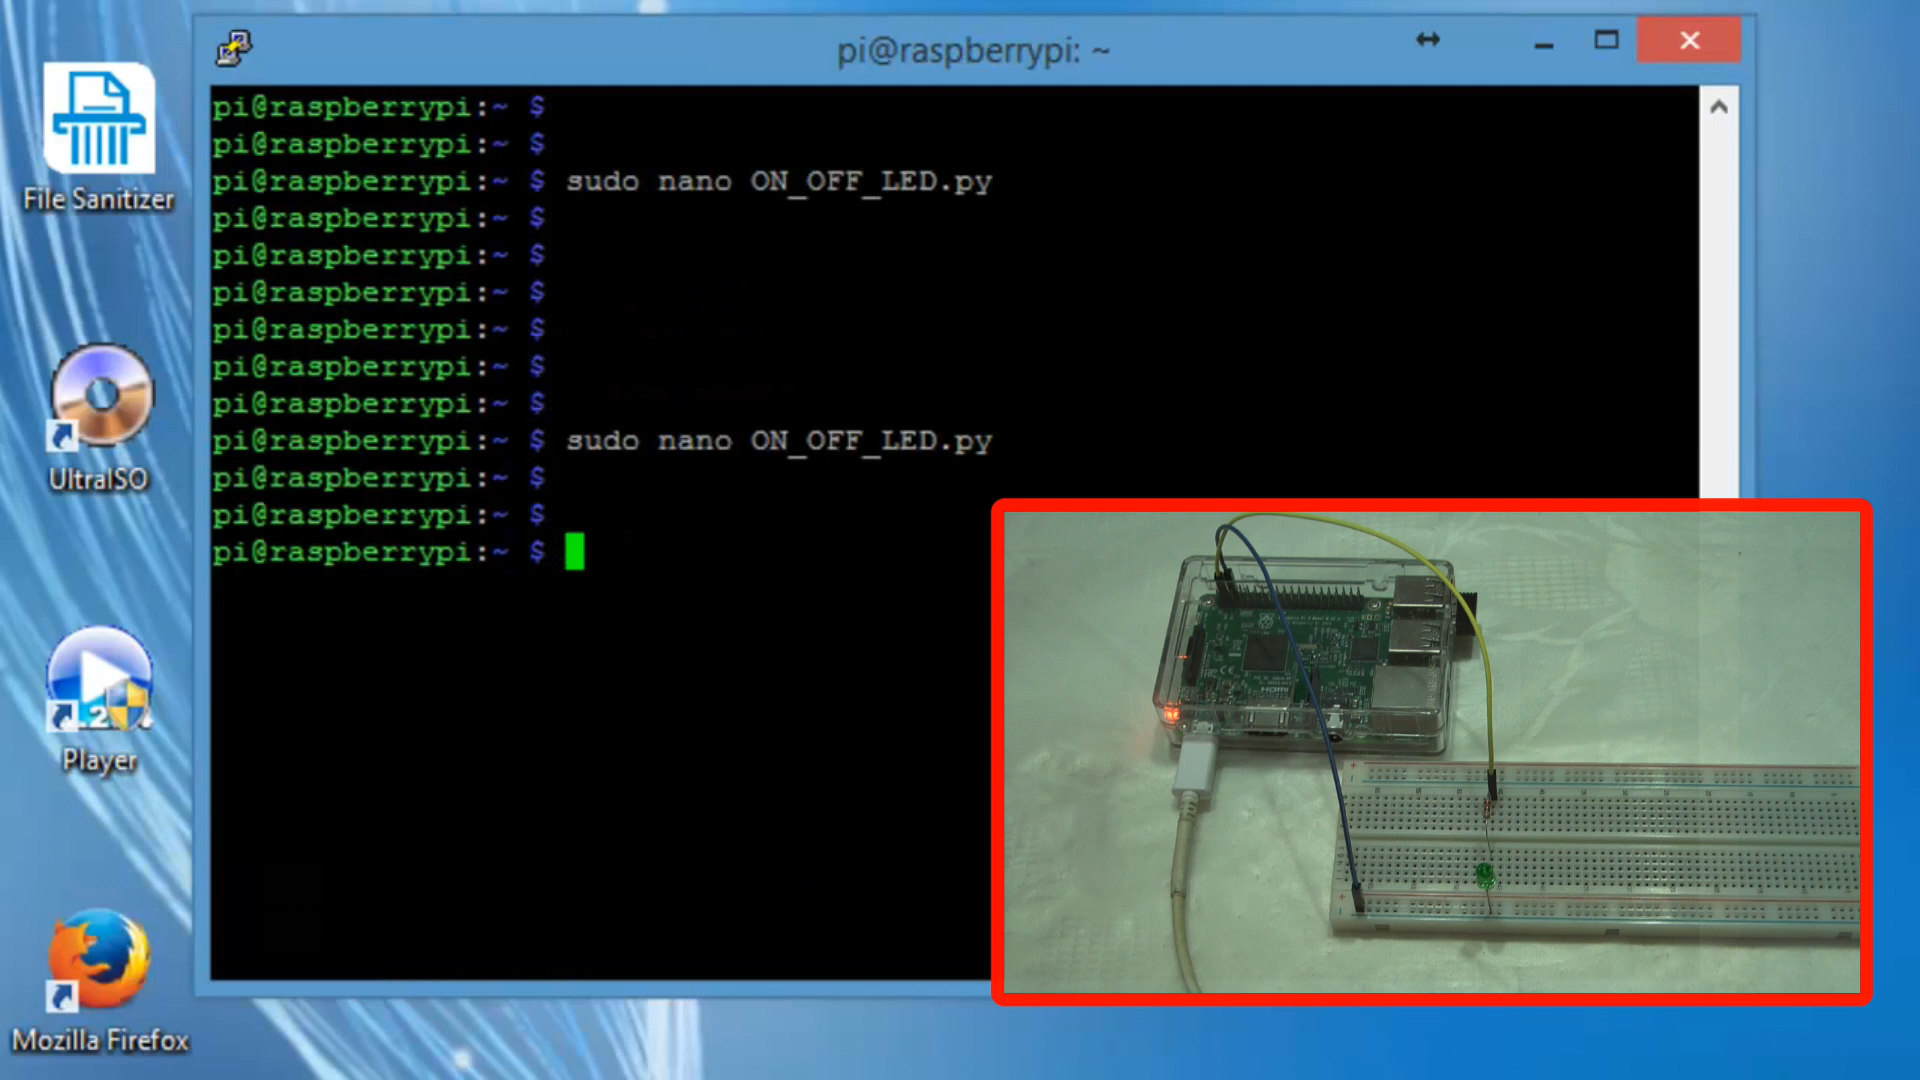 pi@raspberrypi: ~
pi@raspberrypi:~ $
pi@raspberrypi:~ $
pi@raspberrypi:~ $ sudo nano ON_OFF_LED.py
pi@raspberrypi:~ $
pi@raspberrypi:~ $
pi@raspberrypi:~ $
pi@raspberrypi:~ $
pi@raspberrypi:~ $
pi@raspberrypi:~ $
pi@raspberrypi:~ $ sudo nano ON_OFF_LED.py
pi@raspberrypi:~ $
pi@raspberrypi:~ $
pi@raspberrypi:~ $
File Sanitizer
UltraISO
Player
Mozilla Firefox
HDMI